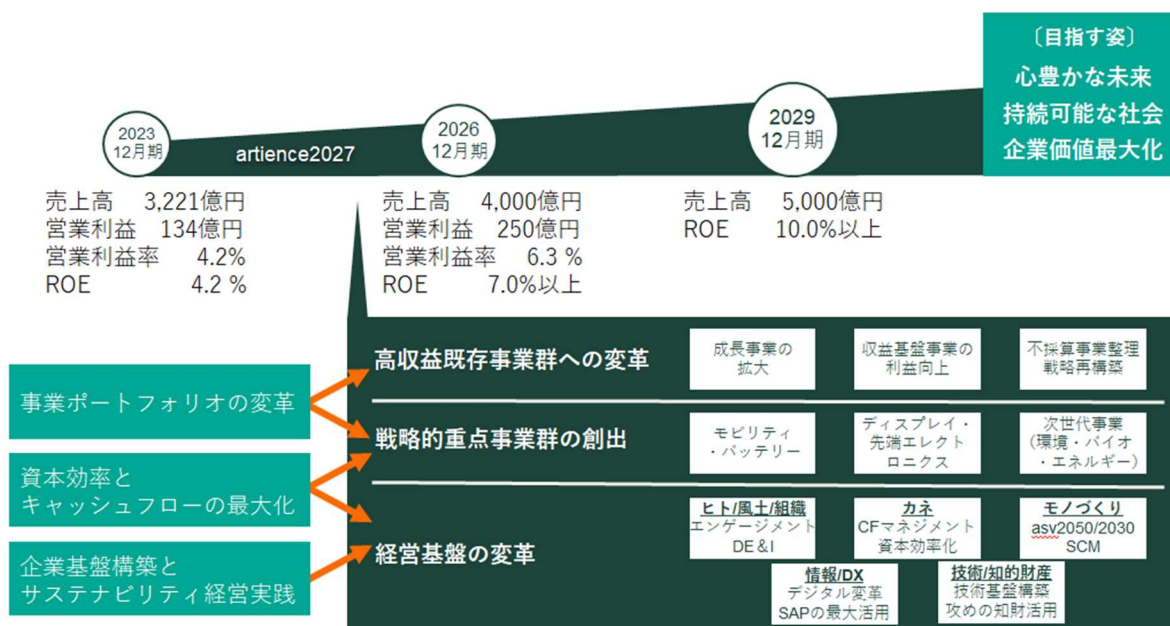 〔目指す姿〕
心豊かな未来
持続可能な社会
企業価値最大化
2023
12月期
artience2027
2026
12月期
2029
12月期
売上高 3,221億円
営業利益 134億円
営業利益率 4.2%
ROE 4.2 %
売上高 4,000億円
営業利益 250億円
営業利益率 6.3 %
ROE 7.0%以上
売上高 5,000億円
ROE 10.0%以上
事業ポートフォリオの変革
資本効率と
キャッシュフローの最大化
企業基盤構築と
サステナビリティ経営実践
高収益既存事業群への変革
成長事業の
拡大
収益基盤事業の
利益向上
不採算事業整理
戦略再構築
戦略的重点事業群の創出
モビリティ
・バッテリー
ディスプレイ・
先端エレクト
ロニクス
次世代事業
(環境・バイオ
・エネルギー)
経営基盤の変革
ヒト/風土/組織
エンゲージメント
DE&I
カネ
CFマネジメント
資本効率化
モノづくり
asv2050/2030
SCM
情報/DX
デジタル変革
SAPの最大活用
技術/知的財産
技術基盤構築
攻めの知財活用